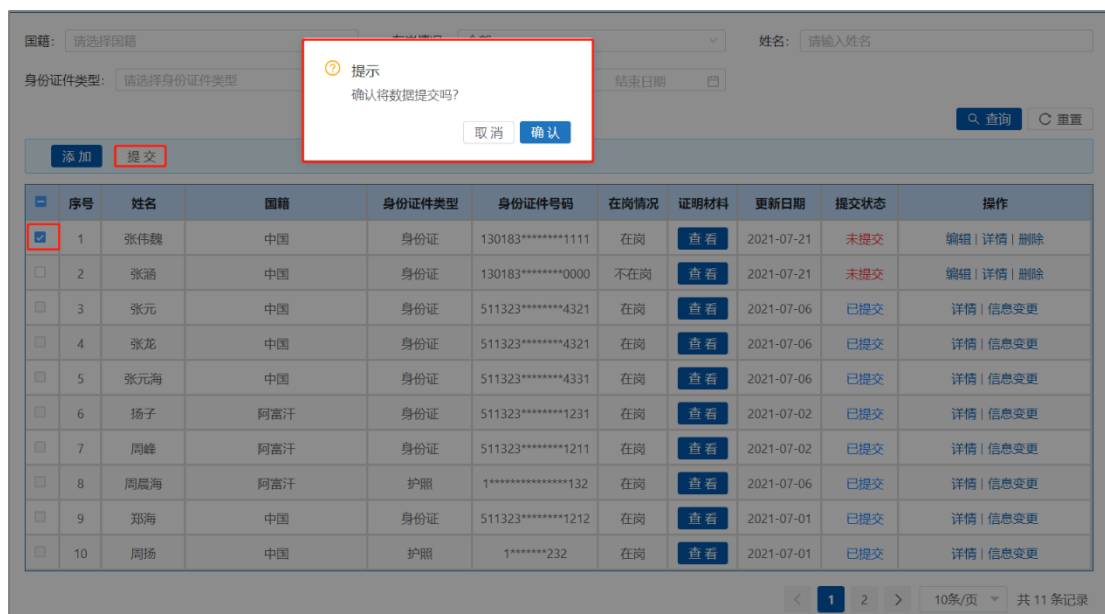 国籍： 请选择国籍 姓名： 请输入姓名
提示
身份证件类型： 请选择身份证件类型 结束日期
确认将数据提交吗?
取消 确认
查询 重置
添加 提交
序号 姓名 国籍 身份证件类型 身份证件号码 在岗情况 证明材料 更新日期 提交状态 操作
1 张伟魏 中国 身份证 130183********1111 在岗 查看 2021-07-21 未提交 编辑 | 详情 | 删除
2 张涵 中国 身份证 130183********0000 不在岗 查看 2021-07-21 未提交 编辑 | 详情 | 删除
3 张元 中国 身份证 511323********4321 在岗 查看 2021-07-06 已提交 详情 | 信息变更
4 张龙 中国 身份证 511323********4321 在岗 查看 2021-07-06 已提交 详情 | 信息变更
5 张元海 中国 身份证 511323********4331 在岗 查看 2021-07-06 已提交 详情 | 信息变更
6 扬子 阿富汗 身份证 511323********1231 在岗 查看 2021-07-02 已提交 详情 | 信息变更
7 周峰 阿富汗 身份证 511323********1211 在岗 查看 2021-07-02 已提交 详情 | 信息变更
8 周晨海 阿富汗 护照 1***************132 在岗 查看 2021-07-06 已提交 详情 | 信息变更
9 郑海 中国 身份证 511323********1212 在岗 查看 2021-07-01 已提交 详情 | 信息变更
10 周扬 中国 护照 1*******232 在岗 查看 2021-07-01 已提交 详情 | 信息变更
< 1 2 > 10条/页 共 11 条记录